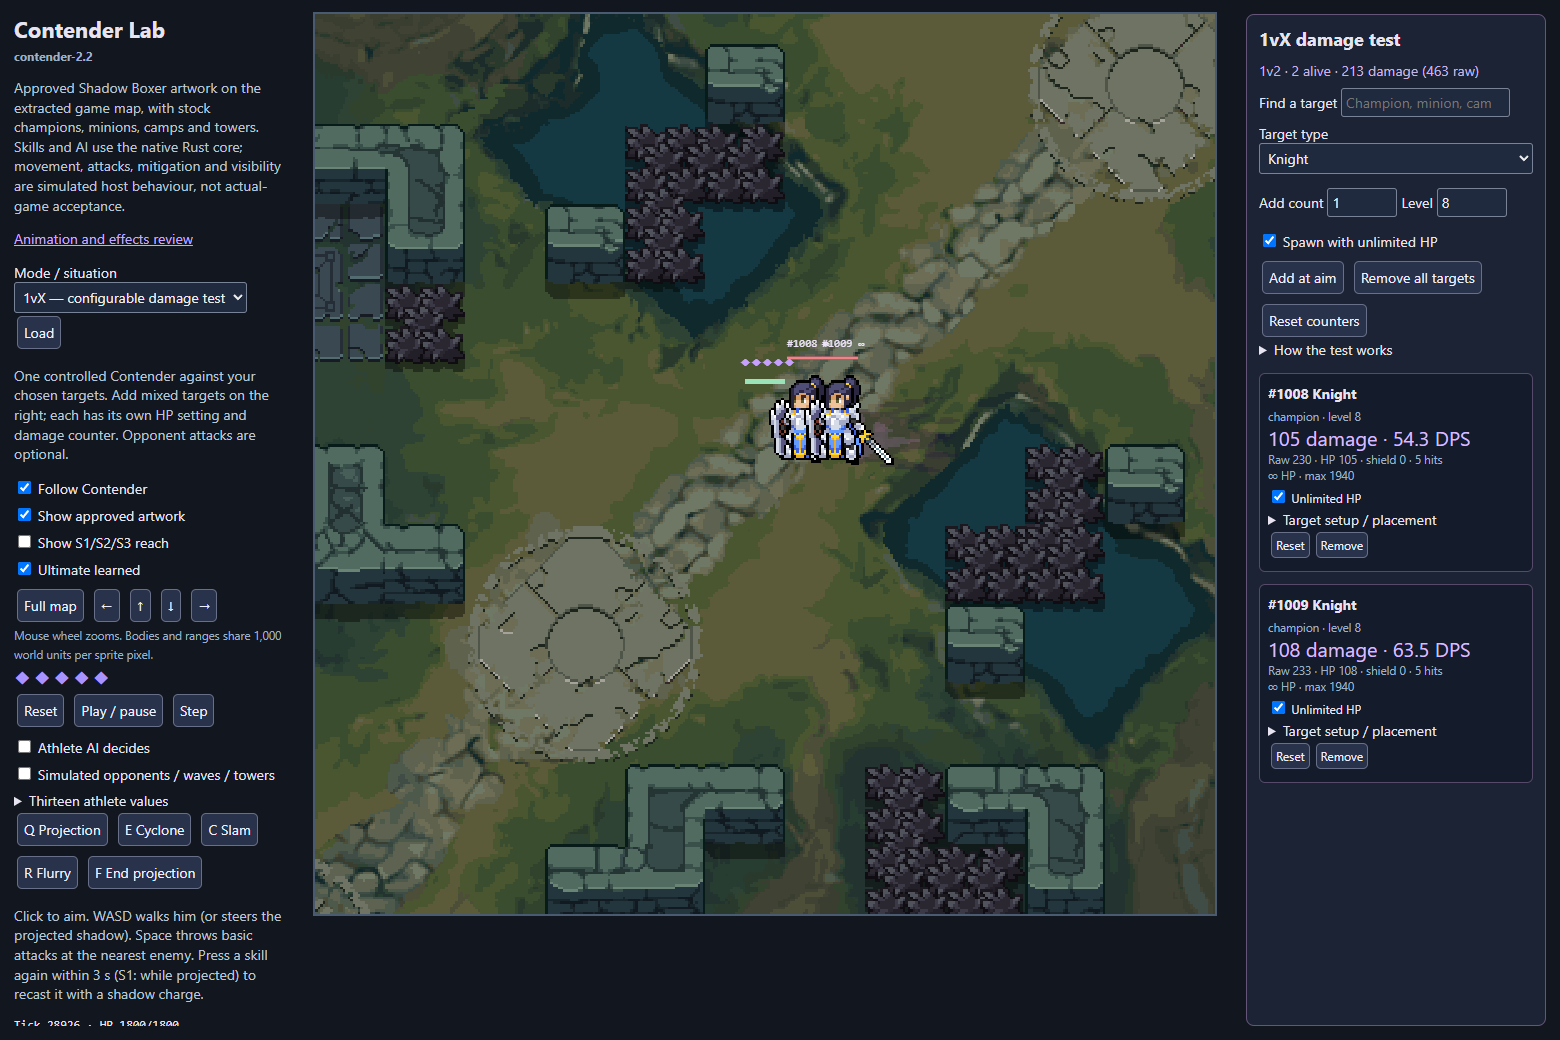 Contender Lab
contender-2.2
Approved Shadow Boxer artwork on the
extracted game map, with stock
champions, minions, camps and towers.
Skills and AI use the native Rust core;
movement, attacks, mitigation and visibility
are simulated host behaviour, not actual-
game acceptance.
Animation and effects review
Mode / situation
1vX — configurable damage test
Load
One controlled Contender against your
chosen targets. Add mixed targets on the
right; each has its own HP setting and
damage counter. Opponent attacks are
optional.
Follow Contender
Show approved artwork
Show S1/S2/S3 reach
Ultimate learned
Full map ← ↑ ↓ →
Mouse wheel zooms. Bodies and ranges share 1,000
world units per sprite pixel.
Reset Play / pause Step
Athlete AI decides
Simulated opponents / waves / towers
Thirteen athlete values
Q Projection E Cyclone C Slam
R Flurry F End projection
Click to aim. WASD walks him (or steers the
projected shadow). Space throws basic
attacks at the nearest enemy. Press a skill
again within 3 s (S1: while projected) to
recast it with a shadow charge.
Tick 28926 · HP 1800/1800
#1008 #1009 ∞
1vX damage test
1v2 · 2 alive · 213 damage (463 raw)
Find a target Champion, minion, cam
Target type
Knight
Add count 1 Level 8
Spawn with unlimited HP
Add at aim Remove all targets
Reset counters
How the test works
#1008 Knight
champion · level 8
105 damage · 54.3 DPS
Raw 230 · HP 105 · shield 0 · 5 hits
∞ HP · max 1940
Unlimited HP
Target setup / placement
Reset Remove
#1009 Knight
champion · level 8
108 damage · 63.5 DPS
Raw 233 · HP 108 · shield 0 · 5 hits
∞ HP · max 1940
Unlimited HP
Target setup / placement
Reset Remove